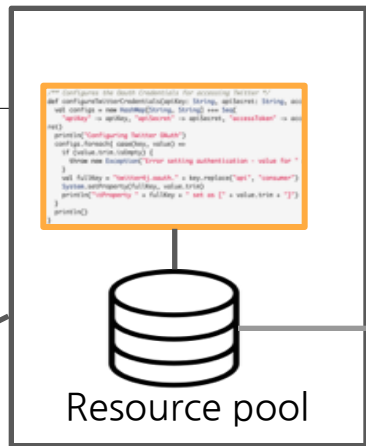 /** Configures the Oauth Credentials for accessing Twitter */
def configureTwitterCredentials(apiKey: String, apiSecret: String, acc
val configs = new HashMap[String, String] ++= Seq(
"apiKey" -> apiKey, "apiSecret" -> apiSecret, "accessToken" -> acc
ret)
println("Configuring Twitter OAuth")
configs.foreach{ case(key, value) =>
if (value.trim.isEmpty) {
throw new Exception("Error setting authentication - value for "
}
val fullKey = "twitter4j.oauth." + key.replace("api", "consumer")
System.setProperty(fullKey, value.trim)
println("\tProperty " + fullKey + " set as [" + value.trim + "]")
}
println()
}
Resource pool